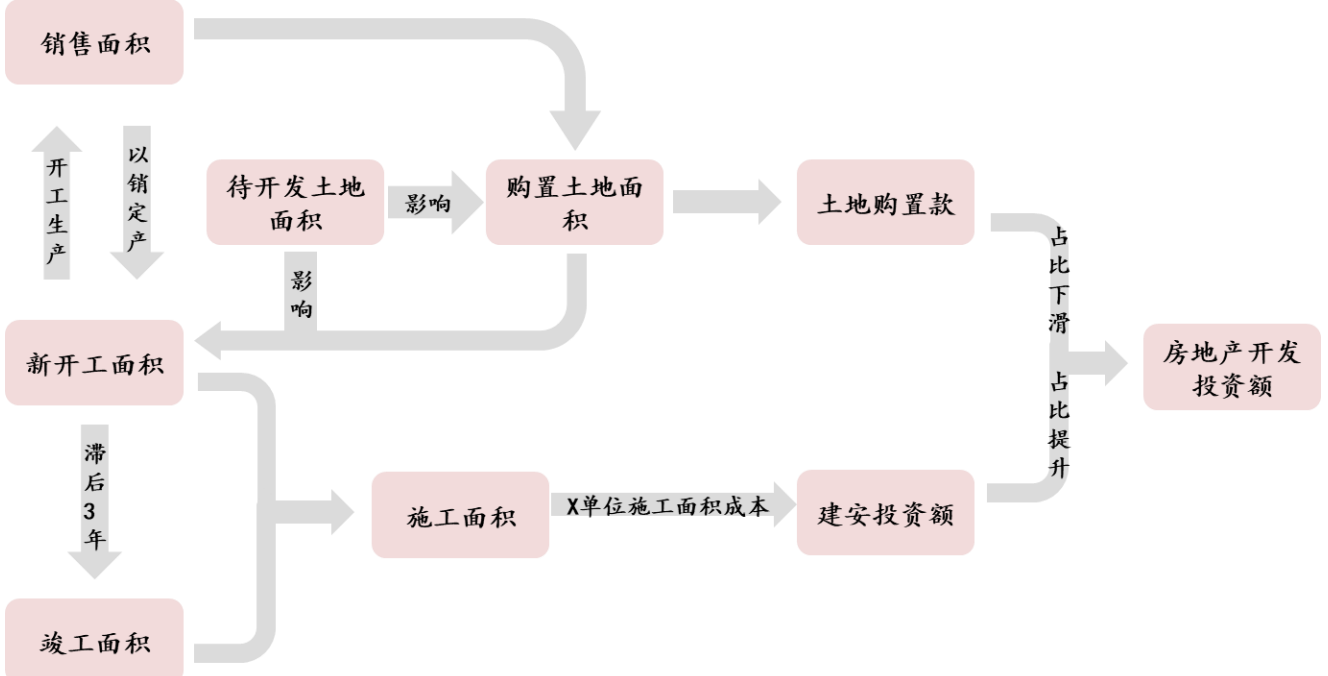 销售面积
开工生产
以销定产
待开发土地
面积
影响
购置土地面
积
土地购置款
影响
占比下滑
新开工面积
房地产开发
投资额
占比提升
滞后3年
施工面积
X单位施工面积成本
建安投资额
竣工面积